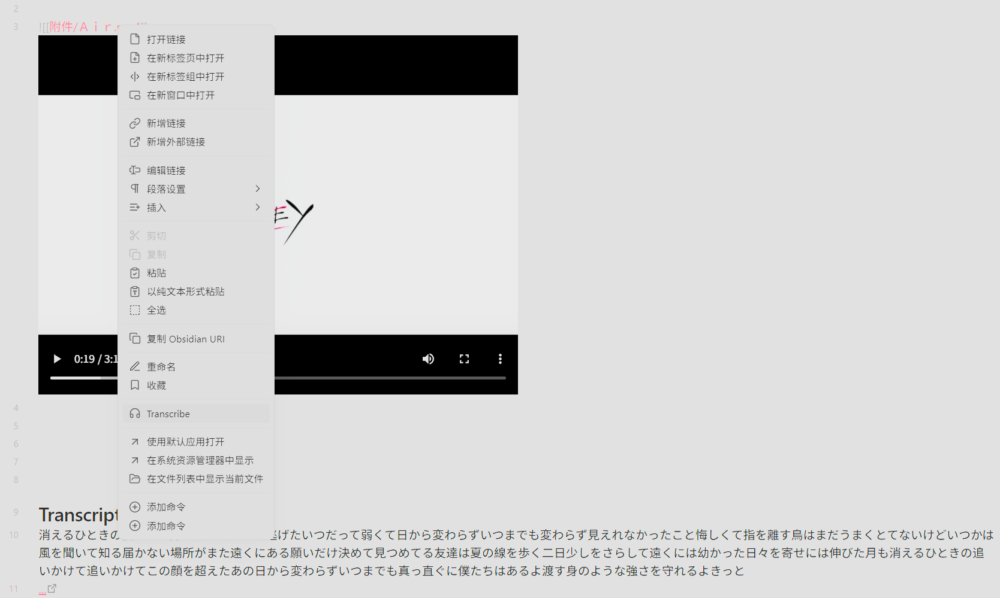 2
3
![[附件/Ａｉｒ.
打开链接
在新标签页中打开
在新标签组中打开
在新窗口中打开
新增链接
新增外部链接
编辑链接
段落设置
插入
剪切
复制
粘贴
以纯文本形式粘贴
全选
复制 Obsidian URI
重命名
收藏
Transcribe
使用默认应用打开
在系统资源管理器中显示
在文件列表中显示当前文件
添加命令
添加命令
EY
0:19 / 3:1
4
5
6
7
8
9
Transcript
10
消えるひときの
逃げたいつだって弱くて日から変わらずいつまでも変わらず見えれなかったこと悔しくて指を離す鳥はまだうまくとてないけどいつかは
風を聞いて知る届かない場所がまた遠くにある願いだけ決めて見つめてる友達は夏の線を歩く二日少しをさらして遠くには幼かった日々を寄せには伸びた月も消えるひときの追
いかけて追いかけてこの顔を超えたあの日から変わらずいつまでも真っ直ぐに僕たちはあるよ渡す身のような強さを守れるよきっと
11
...